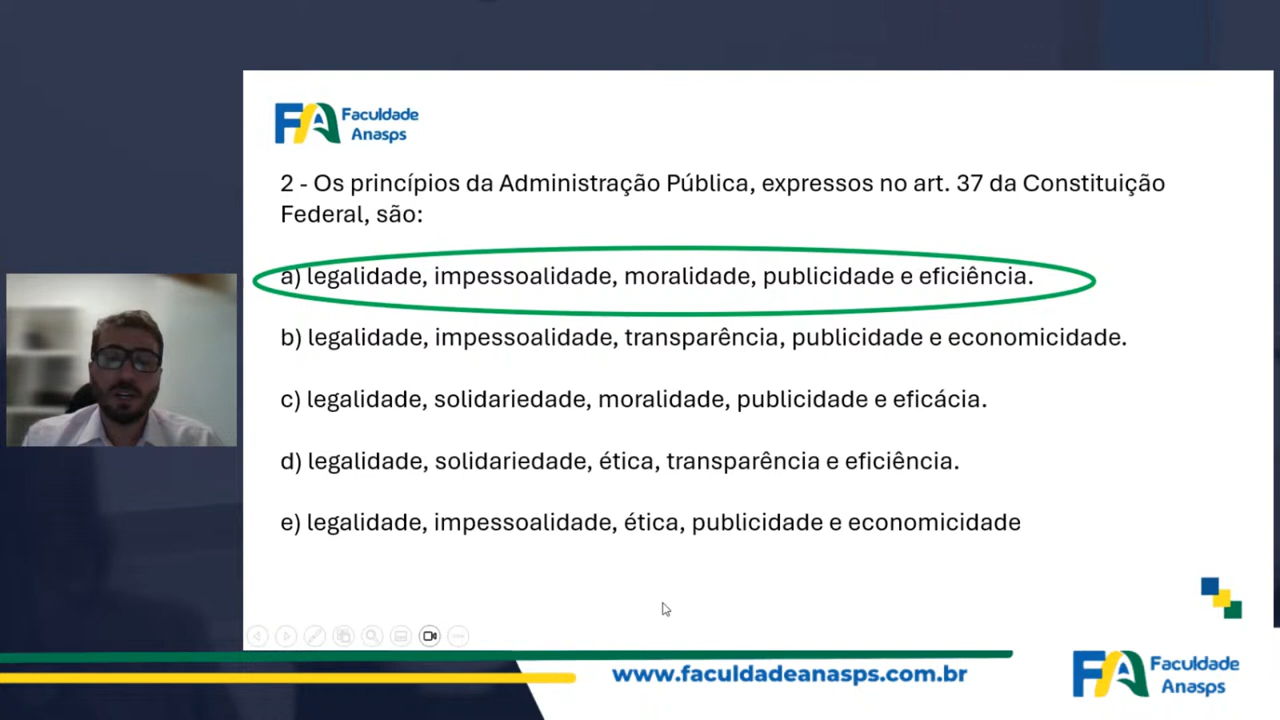 FA Faculdade
Anasps
2 - Os princípios da Administração Pública, expressos no art. 37 da Constituição
Federal, são:
a) legalidade, impessoalidade, moralidade, publicidade e eficiência.
b) legalidade, impessoalidade, transparência, publicidade e economicidade.
c) legalidade, solidariedade, moralidade, publicidade e eficácia.
d) legalidade, solidariedade, ética, transparência e eficiência.
e) legalidade, impessoalidade, ética, publicidade e economicidade
www.faculdadeanasps.com.br
FA Faculdade
Anasps